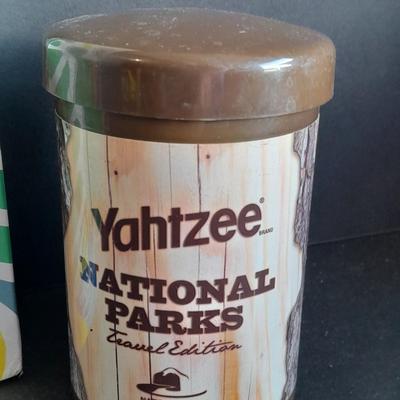 Yahtzee®
BRAND
NATIONAL
PARKS
Travel Edition